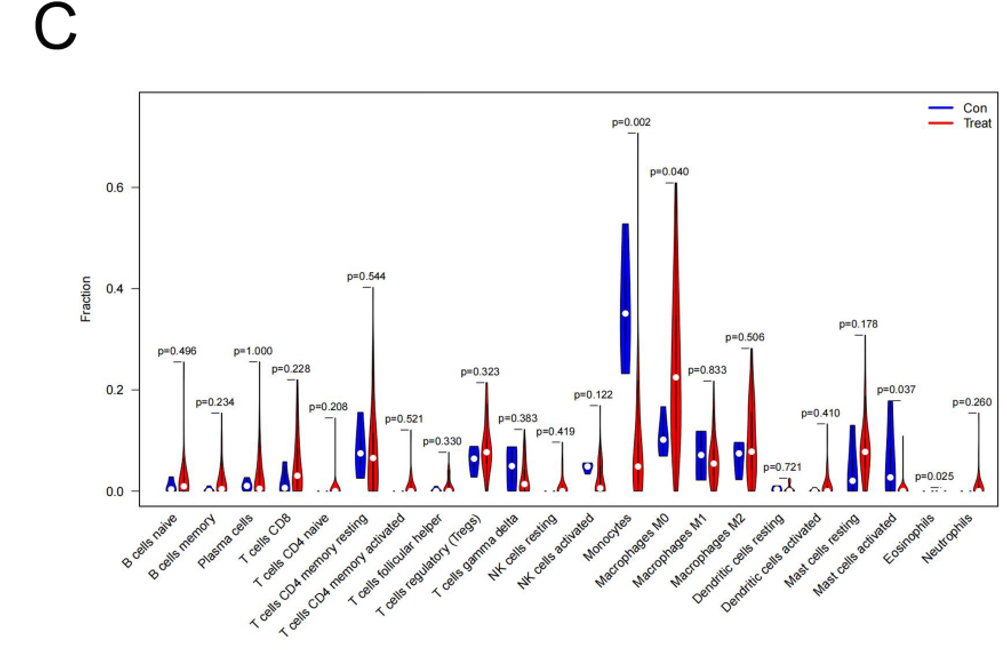 C
Con
Treat
Fraction
0.6
0.4
0.2
0.0
p=0.496
p=0.234
p=1.000
p=0.228
p=0.208
p=0.544
p=0.521
p=0.330
p=0.323
p=0.383
p=0.419
p=0.122
p=0.002
p=0.040
p=0.833
p=0.506
p=0.721
p=0.410
p=0.178
p=0.037
p=0.025
p=0.260
B cells naive
B cells memory
Plasma cells
T cells CD8
T cells CD4 naive
T cells CD4 memory resting
T cells CD4 memory activated
T cells follicular helper
T cells regulatory (Tregs)
T cells gamma delta
NK cells resting
NK cells activated
Monocytes
Macrophages M0
Macrophages M1
Macrophages M2
Dendritic cells resting
Dendritic cells activated
Mast cells resting
Mast cells activated
Eosinophils
Neutrophils